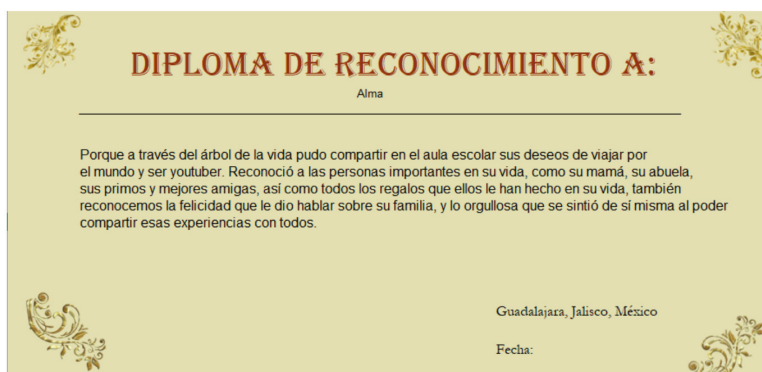 DIPLOMA DE RECONOCIMIENTO A:
Alma
Porque a través del árbol de la vida pudo compartir en el aula escolar sus deseos de viajar por
el mundo y ser youtuber. Reconoció a las personas importantes en su vida, como su mamá, su abuela,
sus primos y mejores amigas, así como todos los regalos que ellos le han hecho en su vida, también
reconocemos la felicidad que le dio hablar sobre su familia, y lo orgullosa que se sintió de sí misma al poder
compartir esas experiencias con todos.
Guadalajara, Jalisco, México
Fecha: